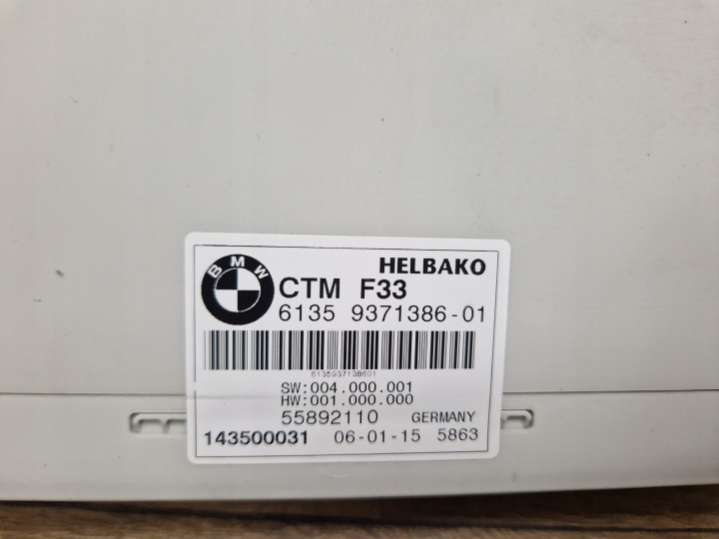 BMW
HELBAKO
CTM F33
6135 9371386-01
6135937138601
SW:004.000.001
HW:001.000.000
55892110 GERMANY
143500031 06-01-15 5863